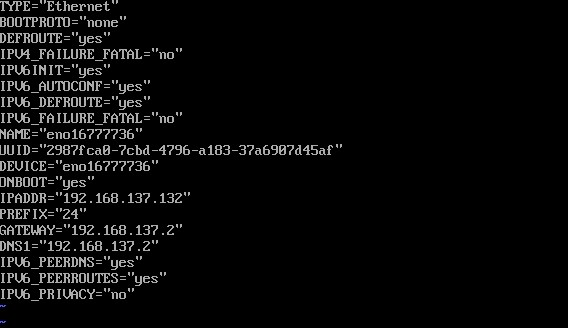 TYPE="Ethernet"
BOOTPROTO="none"
DEFROUTE="yes"
IPV4_FAILURE_FATAL="no"
IPV6INIT="yes"
IPV6_AUTOCONF="yes"
IPV6_DEFROUTE="yes"
IPV6_FAILURE_FATAL="no"
NAME="eno16777736"
UUID="2987fca0-7cbd-4796-a183-37a6907d45af"
DEVICE="eno16777736"
ONBOOT="yes"
IPADDR="192.168.137.132"
PREFIX="24"
GATEWAY="192.168.137.2"
DNS1="192.168.137.2"
IPV6_PEERDNS="yes"
IPV6_PEERROUTES="yes"
IPV6_PRIVACY="no"
~
~